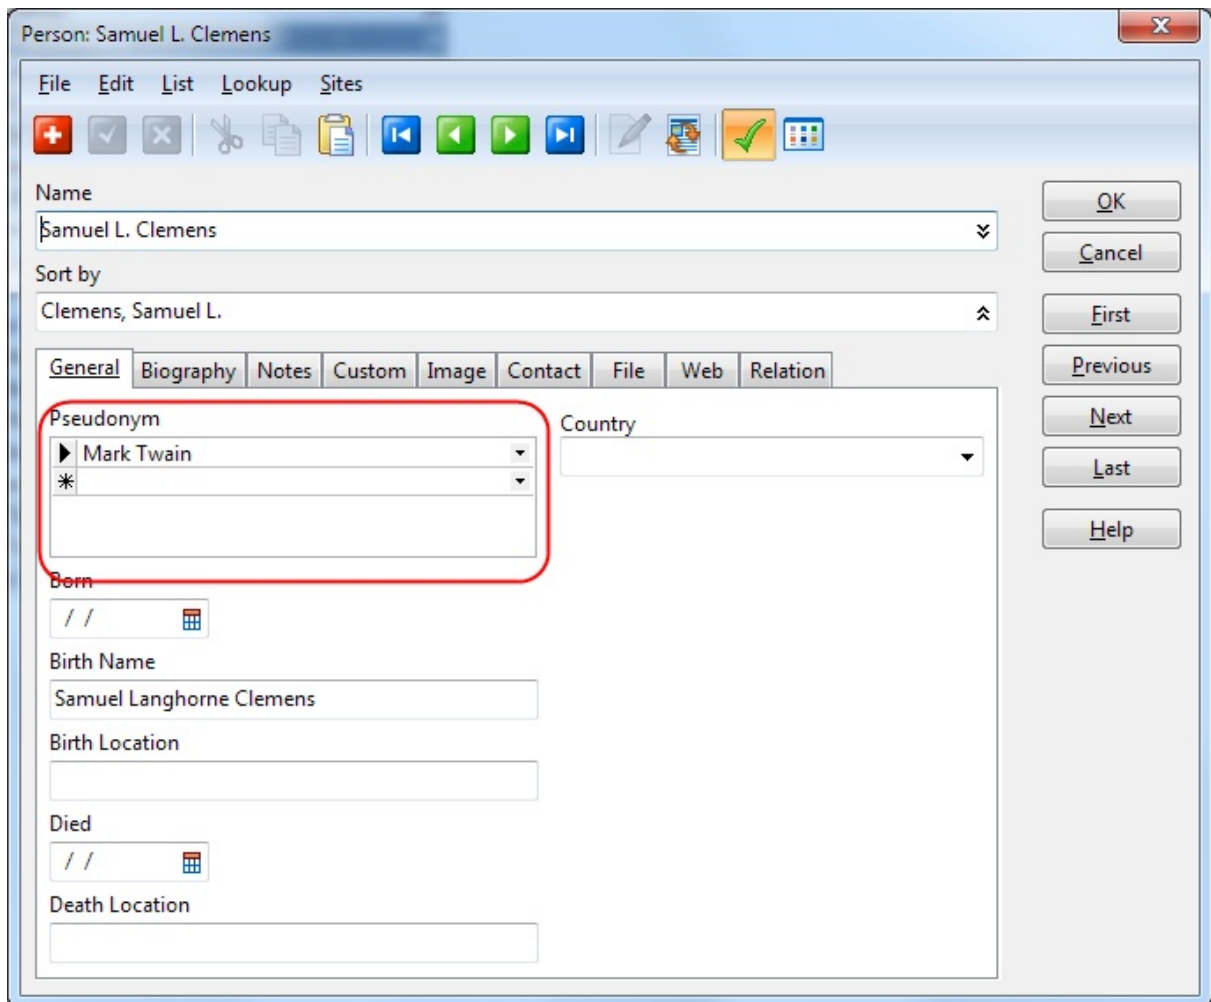 Person: Samuel L. Clemens
File Edit List Lookup Sites
Name
Samuel L. Clemens
Sort by
Clemens, Samuel L.
General Biography Notes Custom Image Contact File Web Relation
Pseudonym
Mark Twain
Country
Born
/ /
Birth Name
Samuel Langhorne Clemens
Birth Location
Died
/ /
Death Location
OK
Cancel
First
Previous
Next
Last
Help